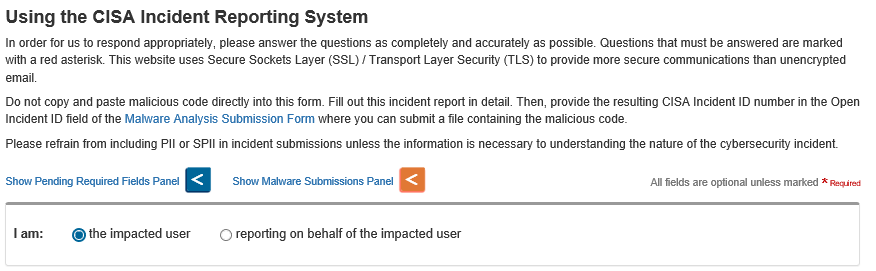 Using the CISA Incident Reporting System
In order for us to respond appropriately, please answer the questions as completely and accurately as possible. Questions that must be answered are marked
with a red asterisk. This website uses Secure Sockets Layer (SSL) / Transport Layer Security (TLS) to provide more secure communications than unencrypted
email.
Do not copy and paste malicious code directly into this form. Fill out this incident report in detail. Then, provide the resulting CISA Incident ID number in the Open
Incident ID field of the Malware Analysis Submission Form where you can submit a file containing the malicious code.
Please refrain from including PII or SPII in incident submissions unless the information is necessary to understanding the nature of the cybersecurity incident.
Show Pending Required Fields Panel < Show Malware Submissions Panel < All fields are optional unless marked * Required
I am: the impacted user reporting on behalf of the impacted user